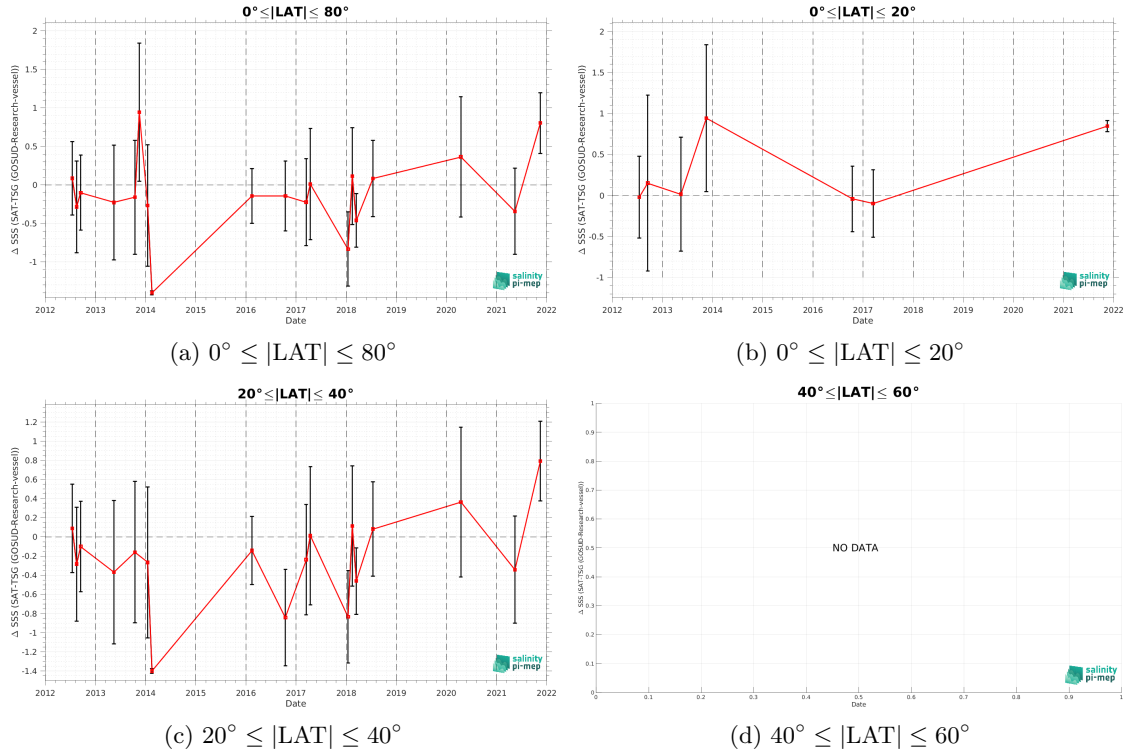 0°≤|LAT|≤ 80°
Δ SSS (SAT-TSG (GOSUD-Research-vessel))
2
1.5
1
0.5
0
-0.5
-1
2012 2013 2014 2015 2016 2017 2018 2019 2020 2021 2022
Date
salinity
pi-mep
(a) 0° ≤ |LAT| ≤ 80°
0°≤|LAT|≤ 20°
Δ SSS (SAT-TSG (GOSUD-Research-vessel))
2
1.5
1
0.5
0
-0.5
-1
2012 2013 2014 2015 2016 2017 2018 2019 2020 2021 2022
Date
salinity
pi-mep
(b) 0° ≤ |LAT| ≤ 20°
20°≤|LAT|≤ 40°
Δ SSS (SAT-TSG (GOSUD-Research-vessel))
1.2
1
0.8
0.6
0.4
0.2
0
-0.2
-0.4
-0.6
-0.8
-1
-1.2
-1.4
2012 2013 2014 2015 2016 2017 2018 2019 2020 2021 2022
Date
salinity
pi-mep
(c) 20° ≤ |LAT| ≤ 40°
40°≤|LAT|≤ 60°
Δ SSS (SAT-TSG (GOSUD-Research-vessel))
1
0.9
0.8
0.7
0.6
0.5
0.4
0.3
0.2
0.1
0
NO DATA
0 0.1 0.2 0.3 0.4 0.5 0.6 0.7 0.8 0.9 1
Date
salinity
pi-mep
(d) 40° ≤ |LAT| ≤ 60°